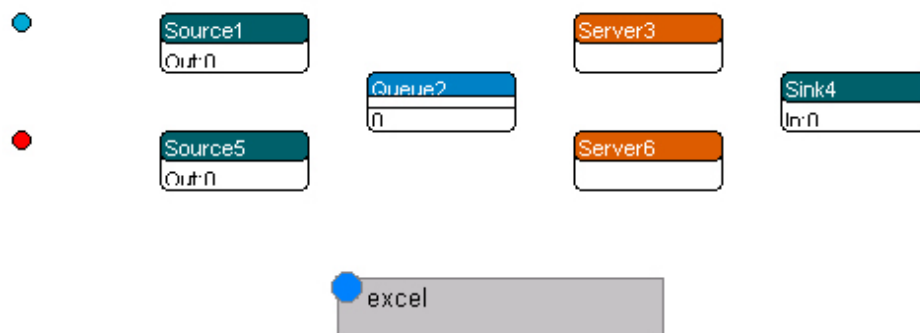 Source1
Out:0
Server3
Queue2
0
Sink4
In:0
Source5
Out:0
Server6
excel